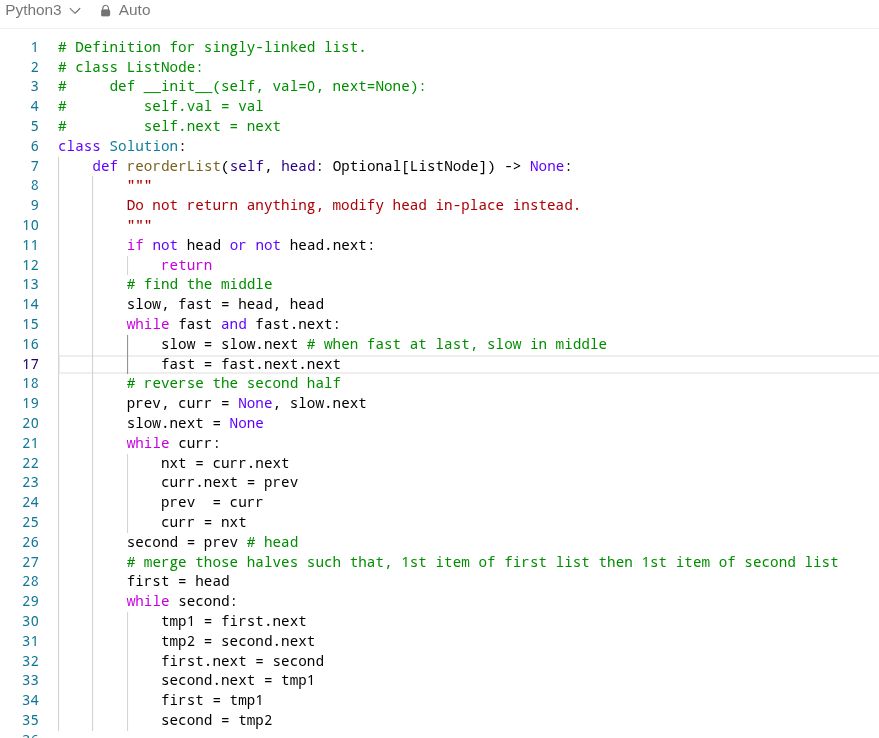 Python3 Auto
1 # Definition for singly-linked list.
2 # class ListNode:
3 #     def __init__(self, val=0, next=None):
4 #         self.val = val
5 #         self.next = next
6 class Solution:
7     def reorderList(self, head: Optional[ListNode]) -> None:
8         """
9         Do not return anything, modify head in-place instead.
10         """
11         if not head or not head.next:
12             return
13         # find the middle
14         slow, fast = head, head
15         while fast and fast.next:
16             slow = slow.next # when fast at last, slow in middle
17             fast = fast.next.next
18         # reverse the second half
19         prev, curr = None, slow.next
20         slow.next = None
21         while curr:
22             nxt = curr.next
23             curr.next = prev
24             prev  = curr
25             curr = nxt
26         second = prev # head
27         # merge those halves such that, 1st item of first list then 1st item of second list
28         first = head
29         while second:
30             tmp1 = first.next
31             tmp2 = second.next
32             first.next = second
33             second.next = tmp1
34             first = tmp1
35             second = tmp2